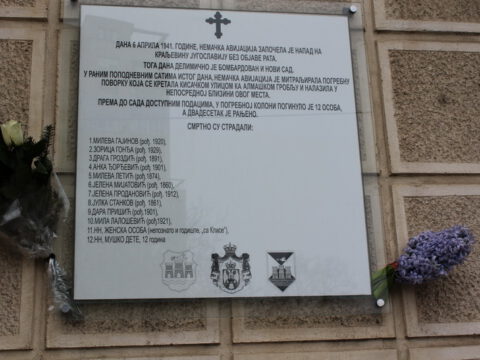 ДАНА 6 АПРИЛА 1941. ГОДИНЕ, НЕМАЧКА АВИЈАЦИЈА ЗАПОЧЕЛА ЈЕ НАПАД НА
КРАЉЕВИНУ ЈУГОСЛАВИЈУ БЕЗ ОБЈАВЕ РАТА.
ТОГА ДАНА ДЕЛИМИЧНО ЈЕ БОМБАРДОВАН И НОВИ САД.
У РАНИМ ПОПОДНЕВНИМ САТИМА ИСТОГ ДАНА, НЕМАЧКА АВИЈАЦИЈА ЈЕ МИТРАЉИРАЛА ПОГРЕБНУ
ПОВОРКУ КОЈА СЕ КРЕТАЛА КИСАЧКОМ УЛИЦОМ КА АЛМАШКОМ ГРОБЉУ И НАЛАЗИЛА У
НЕПОСРЕДНОЈ БЛИЗИНИ ОВОГ МЕСТА.
ПРЕМА ДО САДА ДОСТУПНИМ ПОДАЦИМА, У ПОГРЕБНОЈ КОЛОНИ ПОГИНУЛО ЈЕ 12 ОСОБА,
А ДВАДЕСЕТАК ЈЕ РАЊЕНО.
СМРТНО СУ СТРАДАЛИ:
1.МИЛЕВА ГАЈИНОВ (рођ. 1920),
2.ЗОРИЦА ГОНЂА (рођ. 1929),
3.ДРАГА ГРОЗДИЋ (рођ. 1891),
4.АНКА ЂОРЂЕВИЋ (рођ. 1901),
5.МИЛЕВА ЛЕТИЋ (рођ.1874),
6.ЈЕЛЕНА МИЈАТОВИЋ (рођ. 1860),
7.ЈЕЛЕНА ПРОДАНОВИЋ (рођ. 1912),
8.ЈУЛКА СТАНКОВ (рођ. 1861),
9.ДАРА ПРИШИЋ (рођ.1901),
10.МИЛА ЛАЛОШЕВИЋ (рођ.1921),
11.НН, ЖЕНСКА ОСОБА (непознато и годиште, „са Клисе“),
12.НН, МУШКО ДЕТЕ, 12 година